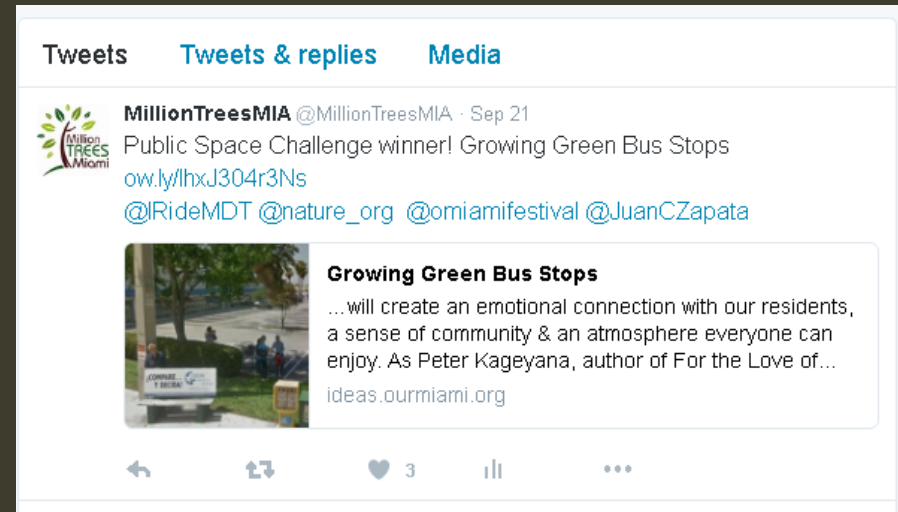 Tweets Tweets & replies Media
MillionTreesMIA @MillionTreesMIA · Sep 21
Million
TREES
Miami
Public Space Challenge winner! Growing Green Bus Stops
ow.ly/lhxJ304r3Ns
@IRideMDT @nature_org @omiamifestival @JuanCZapata
Growing Green Bus Stops
...will create an emotional connection with our residents,
a sense of community & an atmosphere everyone can
enjoy. As Peter Kageyana, author of For the Love of...
ideas.ourmiami.org
¡COMPARE...
Y DECIDA!
3